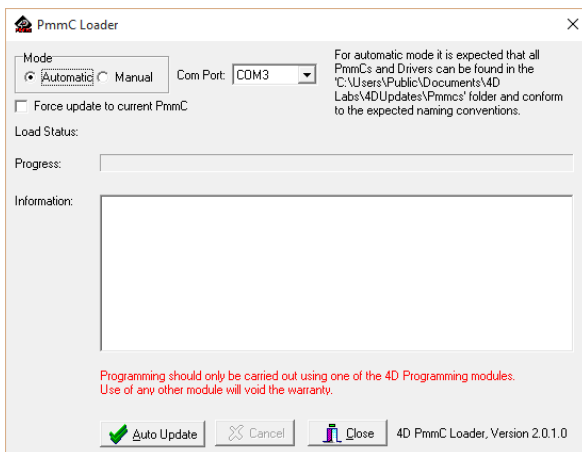 PmmC Loader
Mode
Automatic Manual Com Port: COM3
For automatic mode it is expected that all
PmmCs and Drivers can be found in the
'C:\Users\Public\Documents\4D
Labs\4DUpdates\Pmmcs' folder and conform
to the expected naming conventions.
Force update to current PmmC
Load Status:
Progress:
Information:
Programming should only be carried out using one of the 4D Programming modules.
Use of any other module will void the warranty.
Auto Update Cancel Close 4D PmmC Loader, Version 2.0.1.0